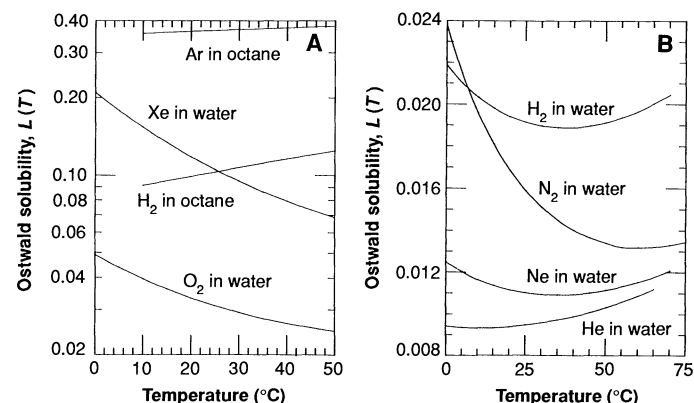 A
Ostwald solubility, L (T)
0.40
0.30
0.20
0.10
0.08
0.06
0.04
0.02
Ar in octane
Xe in water
H2 in octane
O2 in water
0 10 20 30 40 50
Temperature (°C)
B
Ostwald solubility, L (T)
0.024
0.020
0.016
0.012
0.008
H2 in water
N2 in water
Ne in water
He in water
0 25 50 75
Temperature (°C)